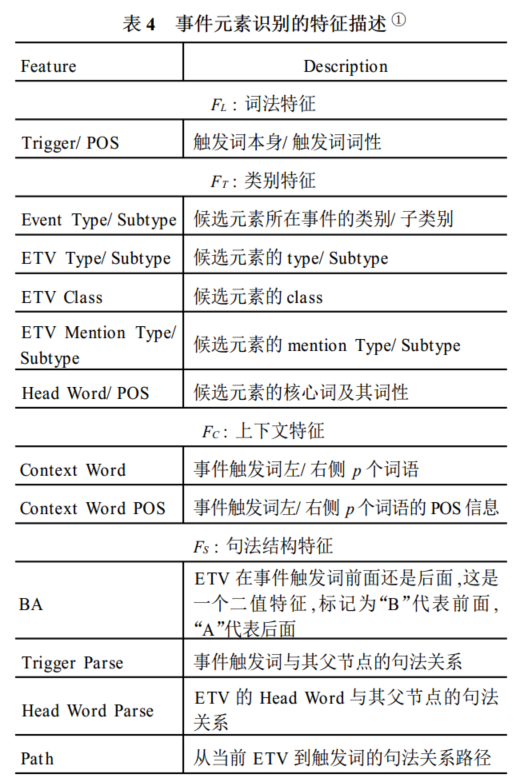 表 4 事件元素识别的特征描述①
Feature Description
FL : 词法特征
Trigger/ POS 触发词本身/ 触发词词性
FT : 类别特征
Event Type/ Subtype 候选元素所在事件的类别/ 子类别
ETV Type/ Subtype 候选元素的 type/ Subtype
ETV Class 候选元素的 class
ETV Mention Type/
Subtype 候选元素的 mention Type/ Subtype
Head Word/ POS 候选元素的核心词及其词性
FC : 上下文特征
Context Word 事件触发词左/ 右侧 p 个词语
Context Word POS 事件触发词左/ 右侧 p 个词语的 POS 信息
FS : 句法结构特征
BA ETV 在事件触发词前面还是后面,这是
一个二值特征,标记为“B”代表前面,
“A”代表后面
Trigger Parse 事件触发词与其父节点的句法关系
Head Word Parse ETV 的 Head Word 与其父节点的句法
关系
Path 从当前 ETV 到触发词的句法关系路径